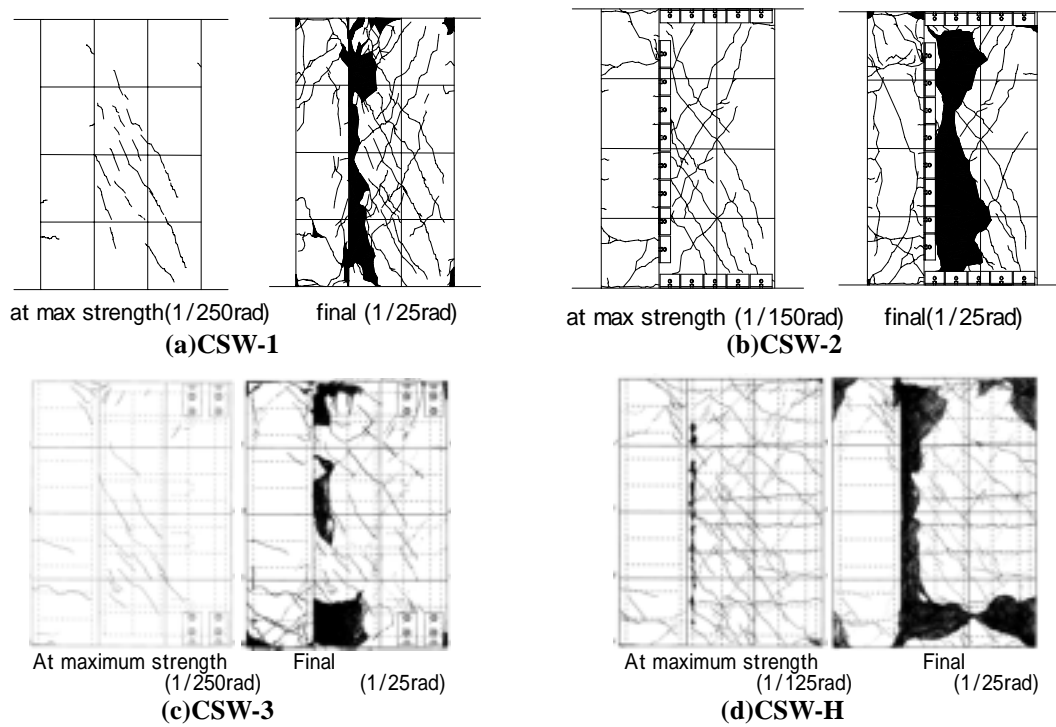 at max strength(1/250rad)
final (1/25rad)
(a)CSW-1
at max strength (1/150rad)
final(1/25rad)
(b)CSW-2
At maximum strength
(1/250rad)
Final
(1/25rad)
(c)CSW-3
At maximum strength
(1/125rad)
Final
(1/25rad)
(d)CSW-H